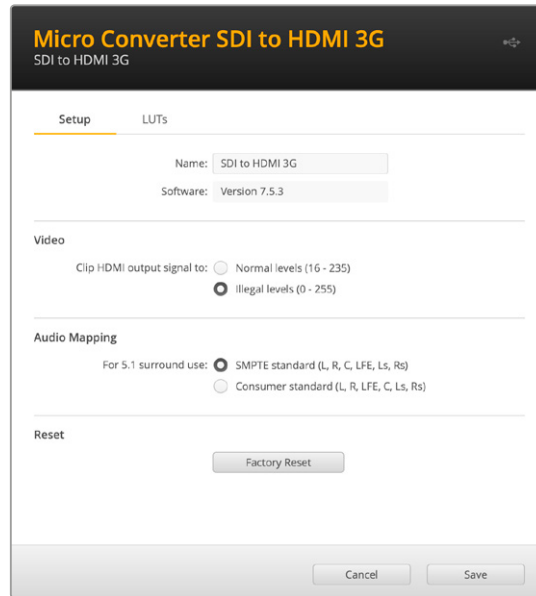 Micro Converter SDI to HDMI 3G
SDI to HDMI 3G
Setup LUTs
Name: SDI to HDMI 3G
Software: Version 7.5.3
Video
Clip HDMI output signal to: Normal levels (16 - 235)
Illegal levels (0 - 255)
Audio Mapping
For 5.1 surround use: SMPTE standard (L, R, C, LFE, Ls, Rs)
Consumer standard (L, R, LFE, C, Ls, Rs)
Reset
Factory Reset
Cancel Save